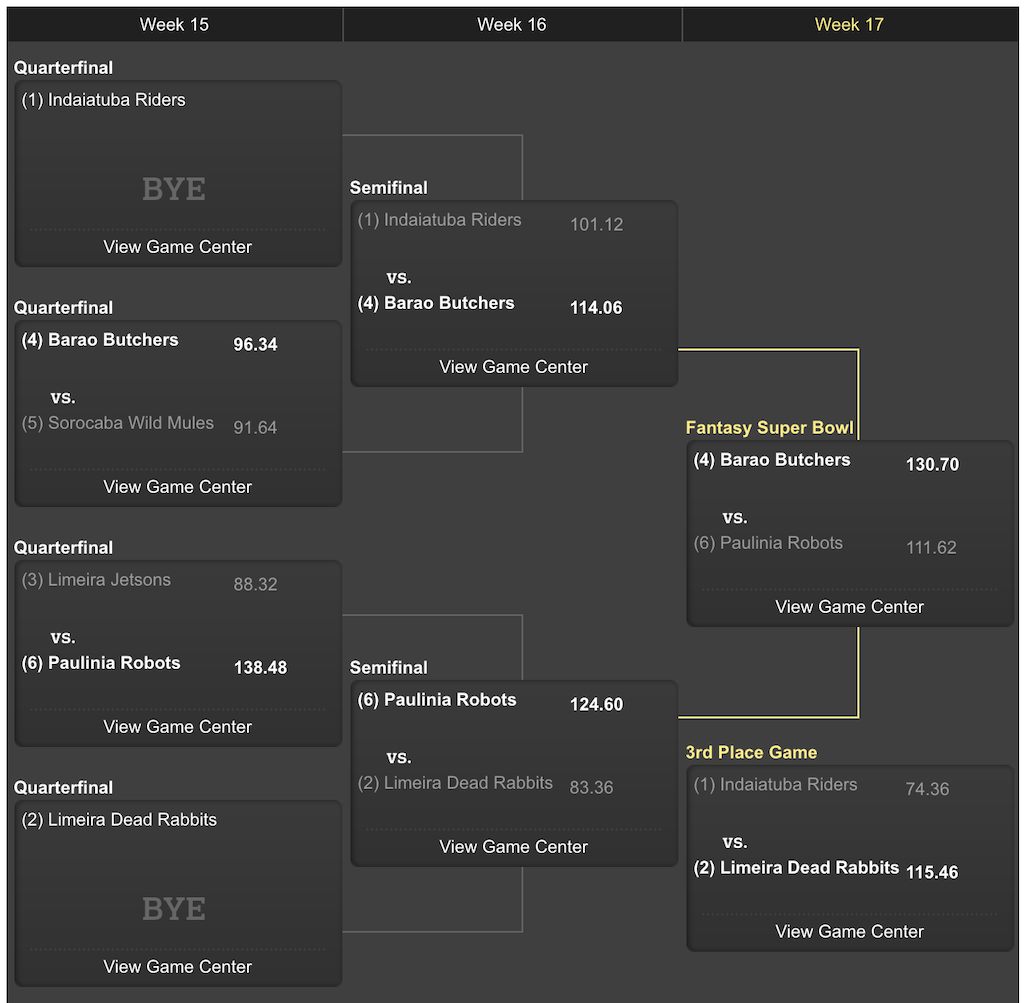 Week 15
Week 16
Week 17
Quarterfinal
(1) Indaiatuba Riders
BYE
View Game Center
Quarterfinal
(4) Barao Butchers 96.34
vs.
(5) Sorocaba Wild Mules 91.64
View Game Center
Quarterfinal
(3) Limeira Jetsons 88.32
vs.
(6) Paulinia Robots 138.48
View Game Center
Quarterfinal
(2) Limeira Dead Rabbits
BYE
View Game Center
Semifinal
(1) Indaiatuba Riders 101.12
vs.
(4) Barao Butchers 114.06
View Game Center
Semifinal
(6) Paulinia Robots 124.60
vs.
(2) Limeira Dead Rabbits 83.36
View Game Center
Fantasy Super Bowl
(4) Barao Butchers 130.70
vs.
(6) Paulinia Robots 111.62
View Game Center
3rd Place Game
(1) Indaiatuba Riders 74.36
vs.
(2) Limeira Dead Rabbits 115.46
View Game Center